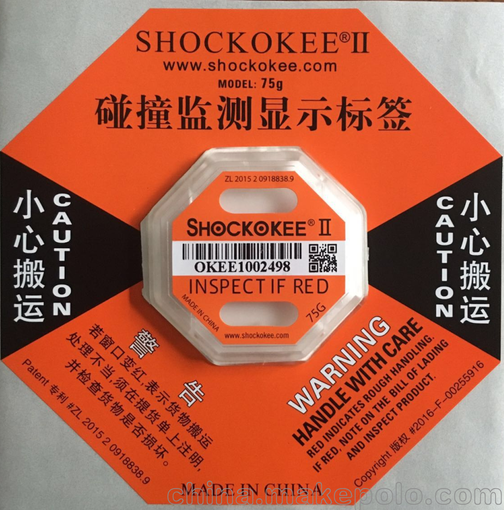 SHOCKOKEE®II
www.shockokee.com
MODEL: 75g
碰撞监测显示标签
小心搬运
CAUTION
ZL 2015 2 0918838.9
SHOCKOKEE® II
OKEE1002498
INSPECT IF RED
MADE IN CHINA
75G
www.shockokee.com
CAUTION
小心搬运
警告
若窗口变红,表示货物搬运
处理不当,须在提货单上注明,
并检查货物是否损坏。
Patent 专利 #ZL 2015 2 0918838.9
WARNING
HANDLE WITH CARE
RED INDICATES ROUGH HANDLING.
IF RED, NOTE ON THE BILL OF LADING
AND INSPECT PRODUCT.
Copyright 版权 #2016-F-00255916
MADE IN CHINA
china.makepolo.com